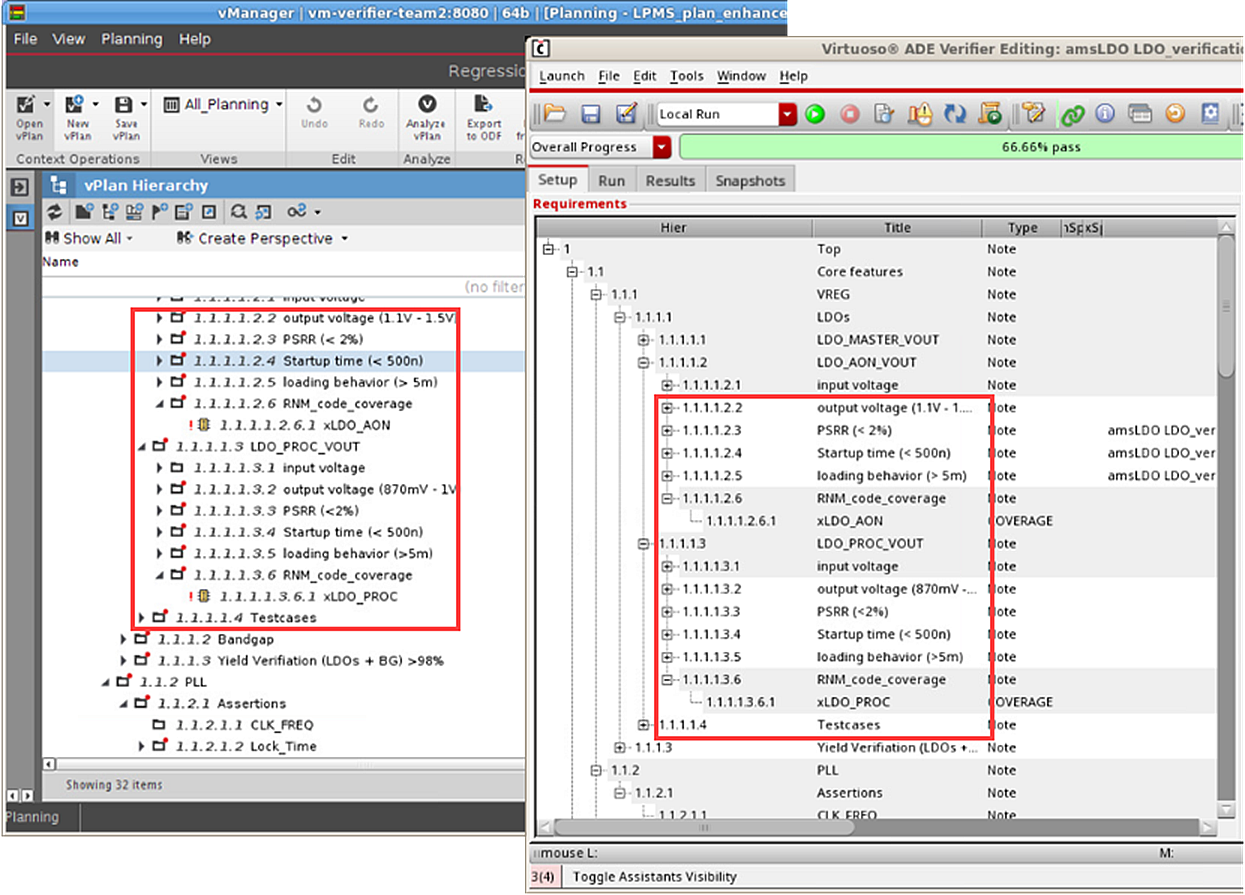 vManager | vm-verifier-team2:8080 | 64b | [Planning - LPMS_plan_enhance
File View Planning Help
Regressio
Open vPlan
New vPlan
Save vPlan
All_Planning
Undo
Redo
Analyze vPlan
Export to ODF
Context Operations
Views
Edit
Analyze
vPlan Hierarchy
Show All
Create Perspective
Name
(no filter
1.1.1.1.2.1 input voltage
1.1.1.1.2.2 output voltage (1.1V - 1.5V
1.1.1.1.2.3 PSRR (< 2%)
1.1.1.1.2.4 Startup time (< 500n)
1.1.1.1.2.5 loading behavior (> 5m)
1.1.1.1.2.6 RNM_code_coverage
1.1.1.1.2.6.1 xLDO_AON
1.1.1.1.3 LDO_PROC_VOUT
1.1.1.1.3.1 input voltage
1.1.1.1.3.2 output voltage (870mV - 1V
1.1.1.1.3.3 PSRR (<2%)
1.1.1.1.3.4 Startup time (< 500n)
1.1.1.1.3.5 loading behavior (>5m)
1.1.1.1.3.6 RNM_code_coverage
1.1.1.1.3.6.1 xLDO_PROC
1.1.1.1.4 Testcases
1.1.1.2 Bandgap
1.1.1.3 Yield Verifiation (LDOs + BG) >98%
1.1.2 PLL
1.1.2.1 Assertions
1.1.2.1.1 CLK_FREQ
1.1.2.1.2 Lock_Time
Showing 32 items
Planning
Virtuoso® ADE Verifier Editing: amsLDO LDO_verificati
Launch File Edit Tools Window Help
Local Run
Overall Progress
66.66% pass
Setup Run Results Snapshots
Requirements
Hier Title Type
1 Top Note
1.1 Core features Note
1.1.1 VREG Note
1.1.1.1 LDOs Note
1.1.1.1.1 LDO_MASTER_VOUT Note
1.1.1.1.2 LDO_AON_VOUT Note
1.1.1.1.2.1 input voltage Note
1.1.1.1.2.2 output voltage (1.1V - 1.... Note
1.1.1.1.2.3 PSRR (< 2%) Note amsLDO LDO_ver
1.1.1.1.2.4 Startup time (< 500n) Note amsLDO LDO_ver
1.1.1.1.2.5 loading behavior (> 5m) Note amsLDO LDO_ver
1.1.1.1.2.6 RNM_code_coverage Note
1.1.1.1.2.6.1 xLDO_AON COVERAGE
1.1.1.1.3 LDO_PROC_VOUT Note
1.1.1.1.3.1 input voltage Note
1.1.1.1.3.2 output voltage (870mV -... Note
1.1.1.1.3.3 PSRR (<2%) Note
1.1.1.1.3.4 Startup time (< 500n) Note
1.1.1.1.3.5 loading behavior (>5m) Note
1.1.1.1.3.6 RNM_code_coverage Note
1.1.1.1.3.6.1 xLDO_PROC COVERAGE
1.1.1.1.4 Testcases Note
1.1.1.3 Yield Verifiation (LDOs +... Note
1.1.2 PLL Note
1.1.2.1 Assertions Note
1.1.2.1.1 CLK_FREQ Note
mouse L: M:
3(4) Toggle Assistants Visibility